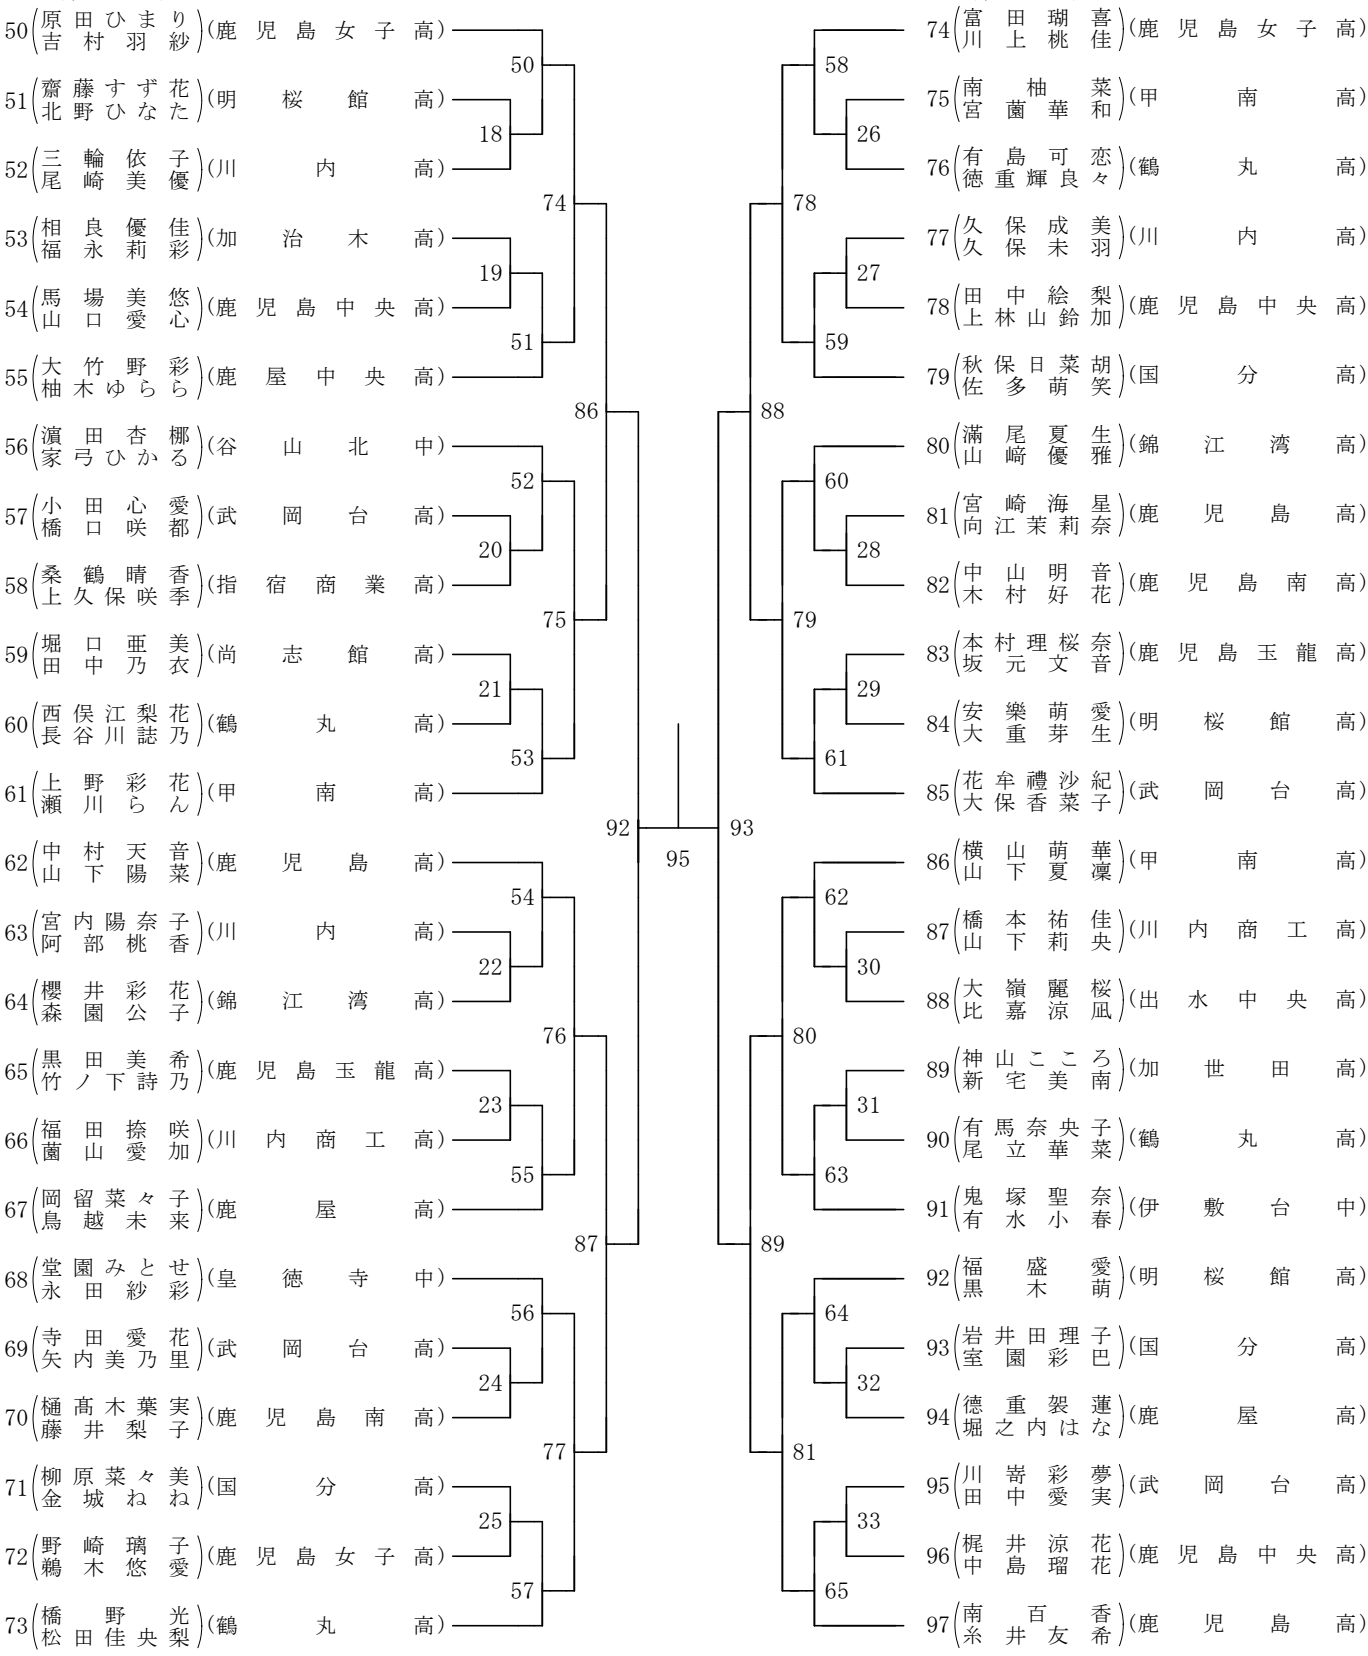 50(原田ひまり 吉村羽紗)(鹿児島女子高)
51(齋藤すず花 北野ひなた)(明桜館高)
52(三輪依子 尾崎美優)(川内高)
53(相良優佳 福永莉彩)(加治木高)
54(馬場美悠 山口愛心)(鹿児島中央高)
55(大竹野彩 柚木ゆらら)(鹿屋中央高)
56(濵田杏梛 家弓ひかる)(谷山北中)
57(小田心愛 橋口咲都)(武岡台高)
58(桑鶴晴香 上久保咲季)(指宿商業高)
59(堀口亜美 田中乃衣)(尚志館高)
60(西俣江梨花 長谷川誌乃)(鶴丸高)
61(上野彩花 瀬川らん)(甲南高)
62(中村天音 山下陽菜)(鹿児島高)
63(宮内陽奈子 阿部桃香)(川内高)
64(櫻井彩花 森園公子)(錦江湾高)
65(黒田美希 竹ノ下詩乃)(鹿児島玉龍高)
66(福田捺咲 薗山愛加)(川内商工高)
67(岡留菜々子 鳥越未来)(鹿屋高)
68(堂園みとせ 永田紗彩)(皇徳寺中)
69(寺田愛花 矢内美乃里)(武岡台高)
70(樋髙木葉実 藤井梨子)(鹿児島南高)
71(柳原菜々美 金城ねね)(国分高)
72(野崎璃子 鵜木悠愛)(鹿児島女子高)
73(橋野光 松田佳央梨)(鶴丸高)
50
18
74
19
51
86
52
20
75
21
53
92
54
22
76
23
55
87
56
24
77
25
57
95
58
26
78
27
59
88
60
28
79
29
61
93
62
30
80
31
63
89
64
32
81
33
65
74(富田瑚喜 川上桃佳)(鹿児島女子高)
75(南柚菜 宮薗華和)(甲南高)
76(有島可恋 徳重輝良々)(鶴丸高)
77(久保成美 久保未羽)(川内高)
78(田中絵梨 上林山鈴加)(鹿児島中央高)
79(秋保日菜胡 佐多萌笑)(国分高)
80(満尾夏生 山﨑優雅)(錦江湾高)
81(宮崎海星 向江茉莉奈)(鹿児島高)
82(中山明音 木村好花)(鹿児島南高)
83(本村理桜奈 坂元文音)(鹿児島玉龍高)
84(安樂萌愛 大重芽生)(明桜館高)
85(花牟禮沙紀 大保香菜子)(武岡台高)
86(横山萌華 山下夏凜)(甲南高)
87(橋本祐佳 山下莉央)(川内商工高)
88(大嶺麗桜 比嘉涼凪)(出水中央高)
89(神山こころ 新宅美南)(加世田高)
90(有馬奈央子 尾立華菜)(鶴丸高)
91(鬼塚聖奈 有水小春)(伊敷台中)
92(福盛愛 黒木萌)(明桜館高)
93(岩井田理子 室園彩巴)(国分高)
94(德重袈蓮 堀之内はな)(鹿屋高)
95(川嵜彩夢 田中愛実)(武岡台高)
96(梶井涼花 中島瑠花)(鹿児島中央高)
97(南百香 糸井友希)(鹿児島高)